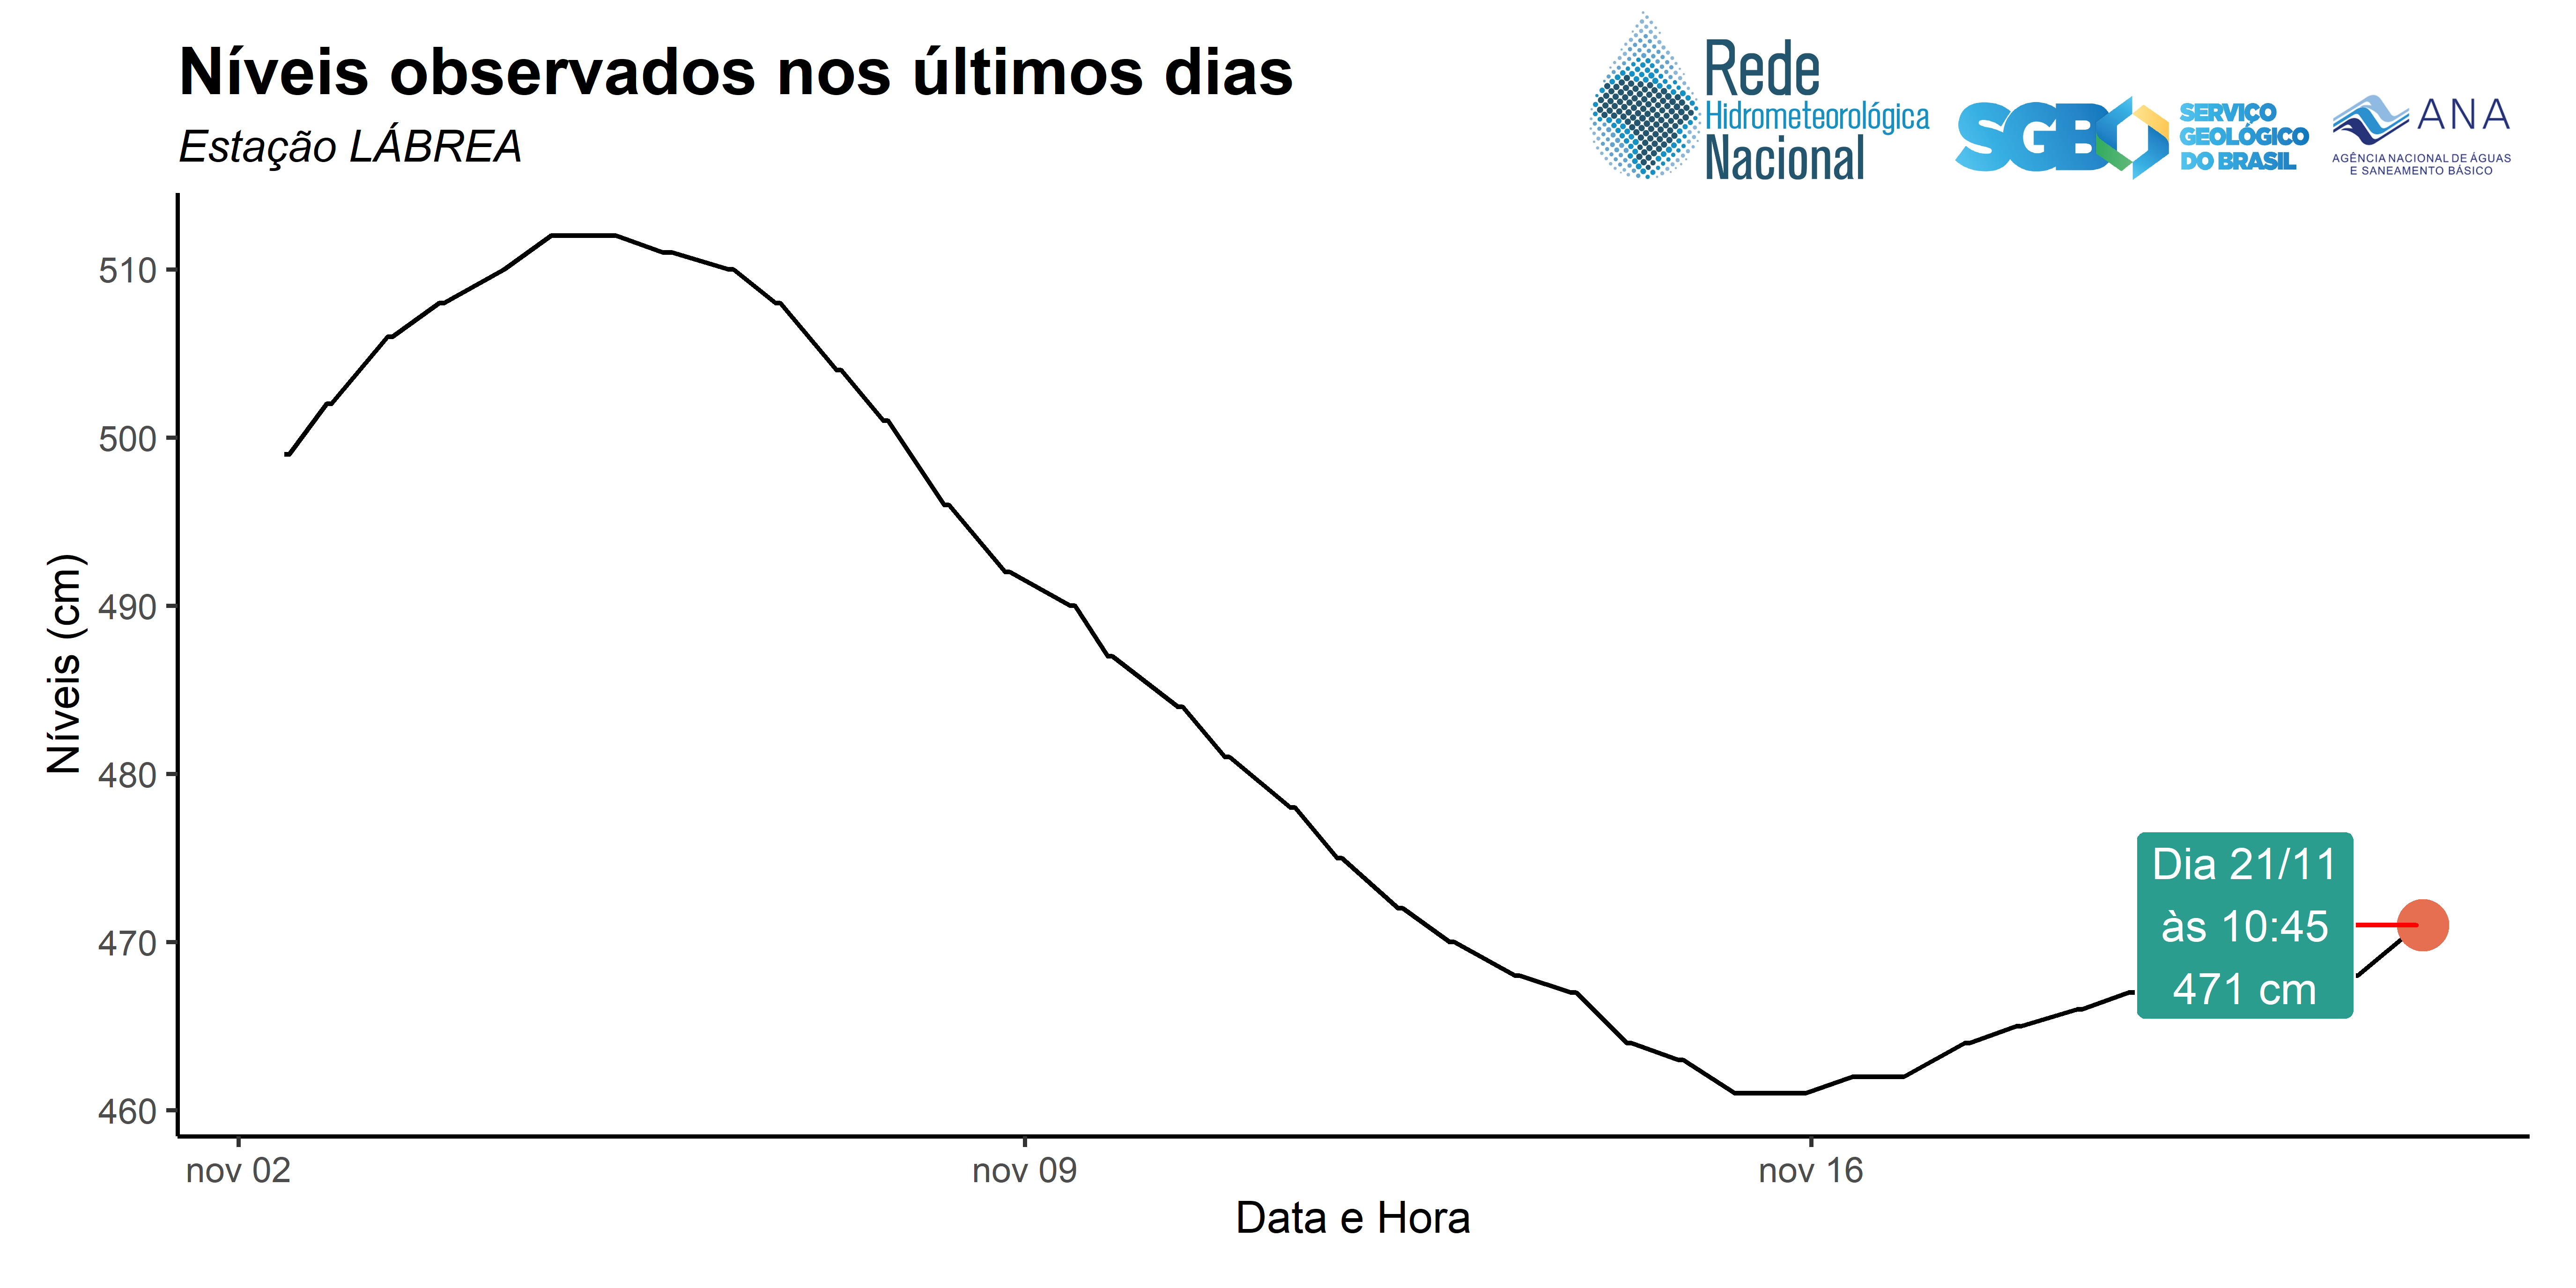 Níveis observados nos últimos dias
Estação LÁBREA
Rede
Hidrometeorológica
Nacional
SGB
SERVIÇO
GEOLÓGICO
DO BRASIL
ANA
AGÊNCIA NACIONAL DE ÁGUAS
E SANEAMENTO BÁSICO
Níveis (cm)
510
500
490
480
470
460
Dia 21/11
às 10:45
471 cm
nov 02
nov 09
nov 16
Data e Hora